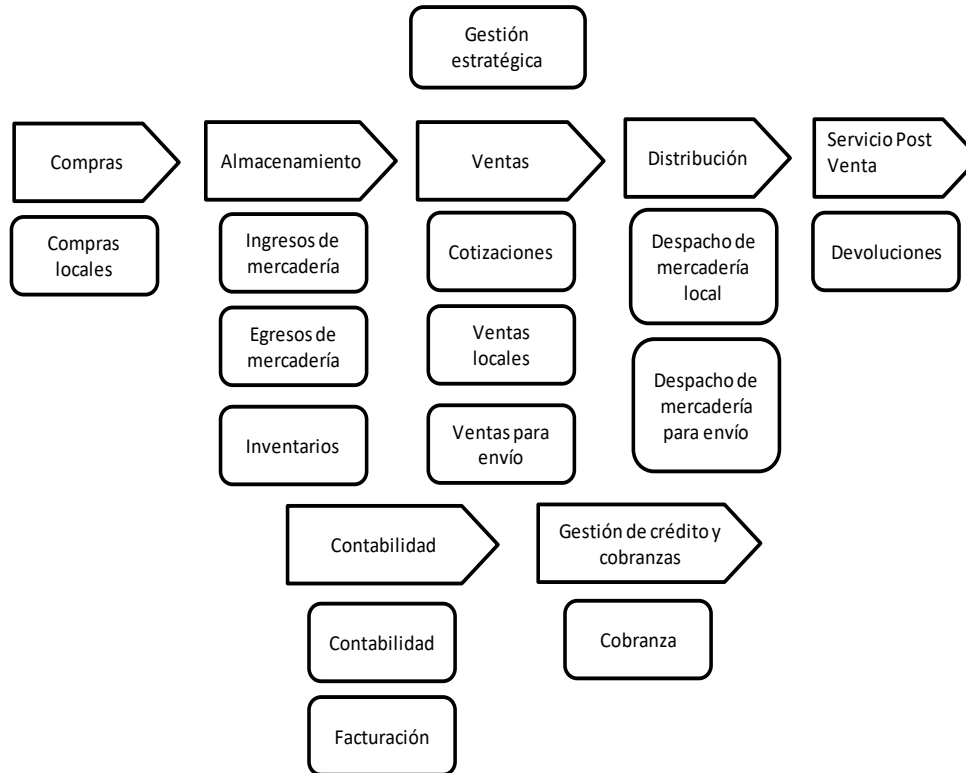 Gestión
estratégica
Compras
Almacenamiento
Ventas
Distribución
Servicio Post
Venta
Compras
locales
Ingresos de
mercadería
Cotizaciones
Despacho de
mercadería
local
Devoluciones
Egresos de
mercadería
Ventas
locales
Despacho de
mercadería
para envío
Inventarios
Ventas para
envío
Contabilidad
Gestión de crédito y
cobranzas
Contabilidad
Cobranza
Facturación